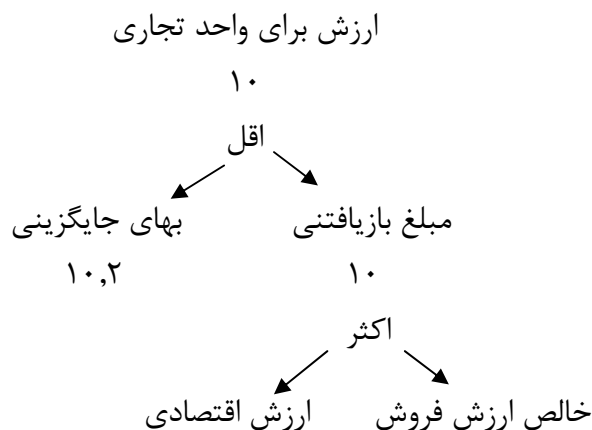 ارزش برای واحد تجاری
۱۰
اقل
مبلغ بازیافتنی
بهای جایگزینی
۱۰
۱۰,۲
اکثر
خالص ارزش فروش
ارزش اقتصادی